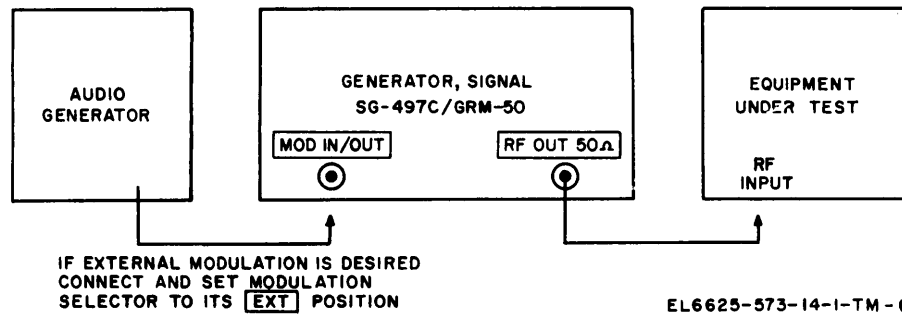 AUDIO
GENERATOR
GENERATOR, SIGNAL
SG-497C/GRM-50
MOD IN/OUT
RF OUT 50Ω
EQUIPMENT
UNDER TEST
RF
INPUT
IF EXTERNAL MODULATION IS DESIRED
CONNECT AND SET MODULATION
SELECTOR TO ITS EXT POSITION
EL6625-573-14-1-TM-